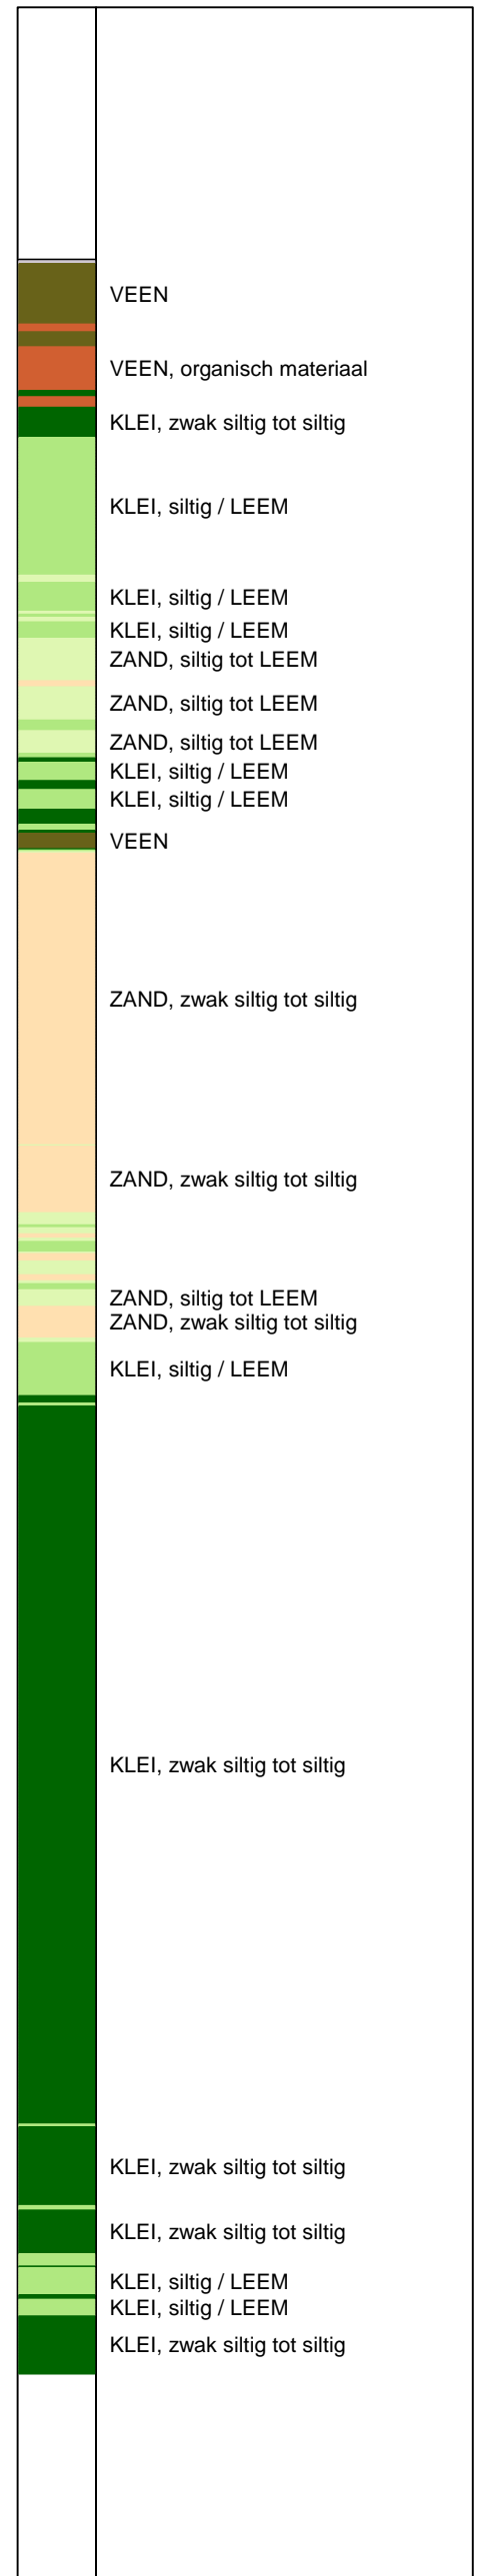 VEEN
VEEN, organisch materiaal
KLEI, zwak siltig tot siltig
KLEI, siltig / LEEM
KLEI, siltig / LEEM
KLEI, siltig / LEEM
ZAND, siltig tot LEEM
ZAND, siltig tot LEEM
ZAND, siltig tot LEEM
KLEI, siltig / LEEM
KLEI, siltig / LEEM
VEEN
ZAND, zwak siltig tot siltig
ZAND, zwak siltig tot siltig
ZAND, siltig tot LEEM
ZAND, zwak siltig tot siltig
KLEI, siltig / LEEM
KLEI, zwak siltig tot siltig
KLEI, zwak siltig tot siltig
KLEI, zwak siltig tot siltig
KLEI, siltig / LEEM
KLEI, siltig / LEEM
KLEI, zwak siltig tot siltig